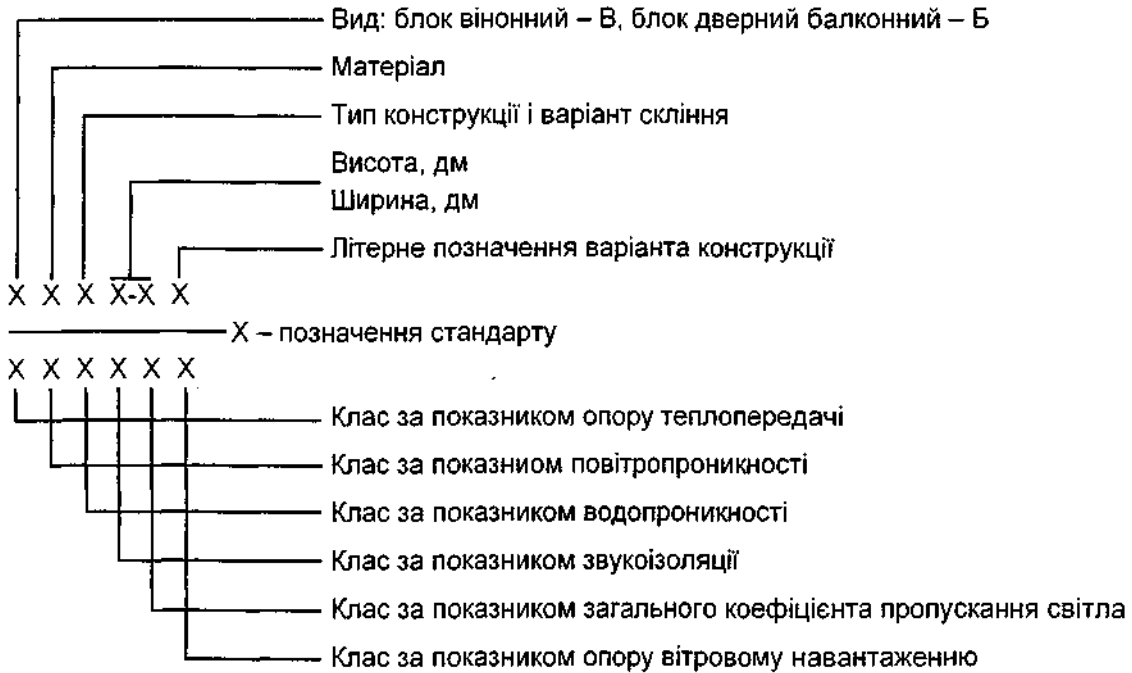 Вид: блок вінонний – В, блок дверний балконний – Б
Матеріал
Тип конструкції і варіант скління
Висота, дм
Ширина, дм
Літерне позначення варіанта конструкції
X X X X-X X
X – позначення стандарту
X X X X X X
Клас за показником опору теплопередачі
Клас за показниом повітропроникності
Клас за показником водопроникності
Клас за показником звукоізоляції
Клас за показником загального коефіцієнта пропускання світла
Клас за показником опору вітровому навантаженню